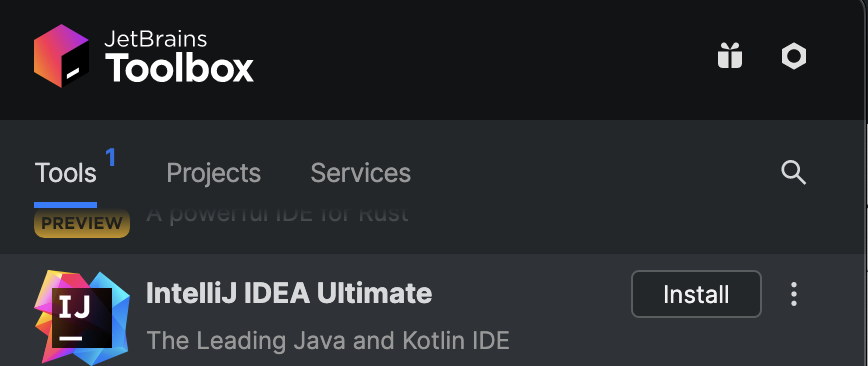 JetBrains
Toolbox
Tools 1 Projects Services
PREVIEW A powerful IDE for Rust
IJ
IntelliJ IDEA Ultimate Install
The Leading Java and Kotlin IDE